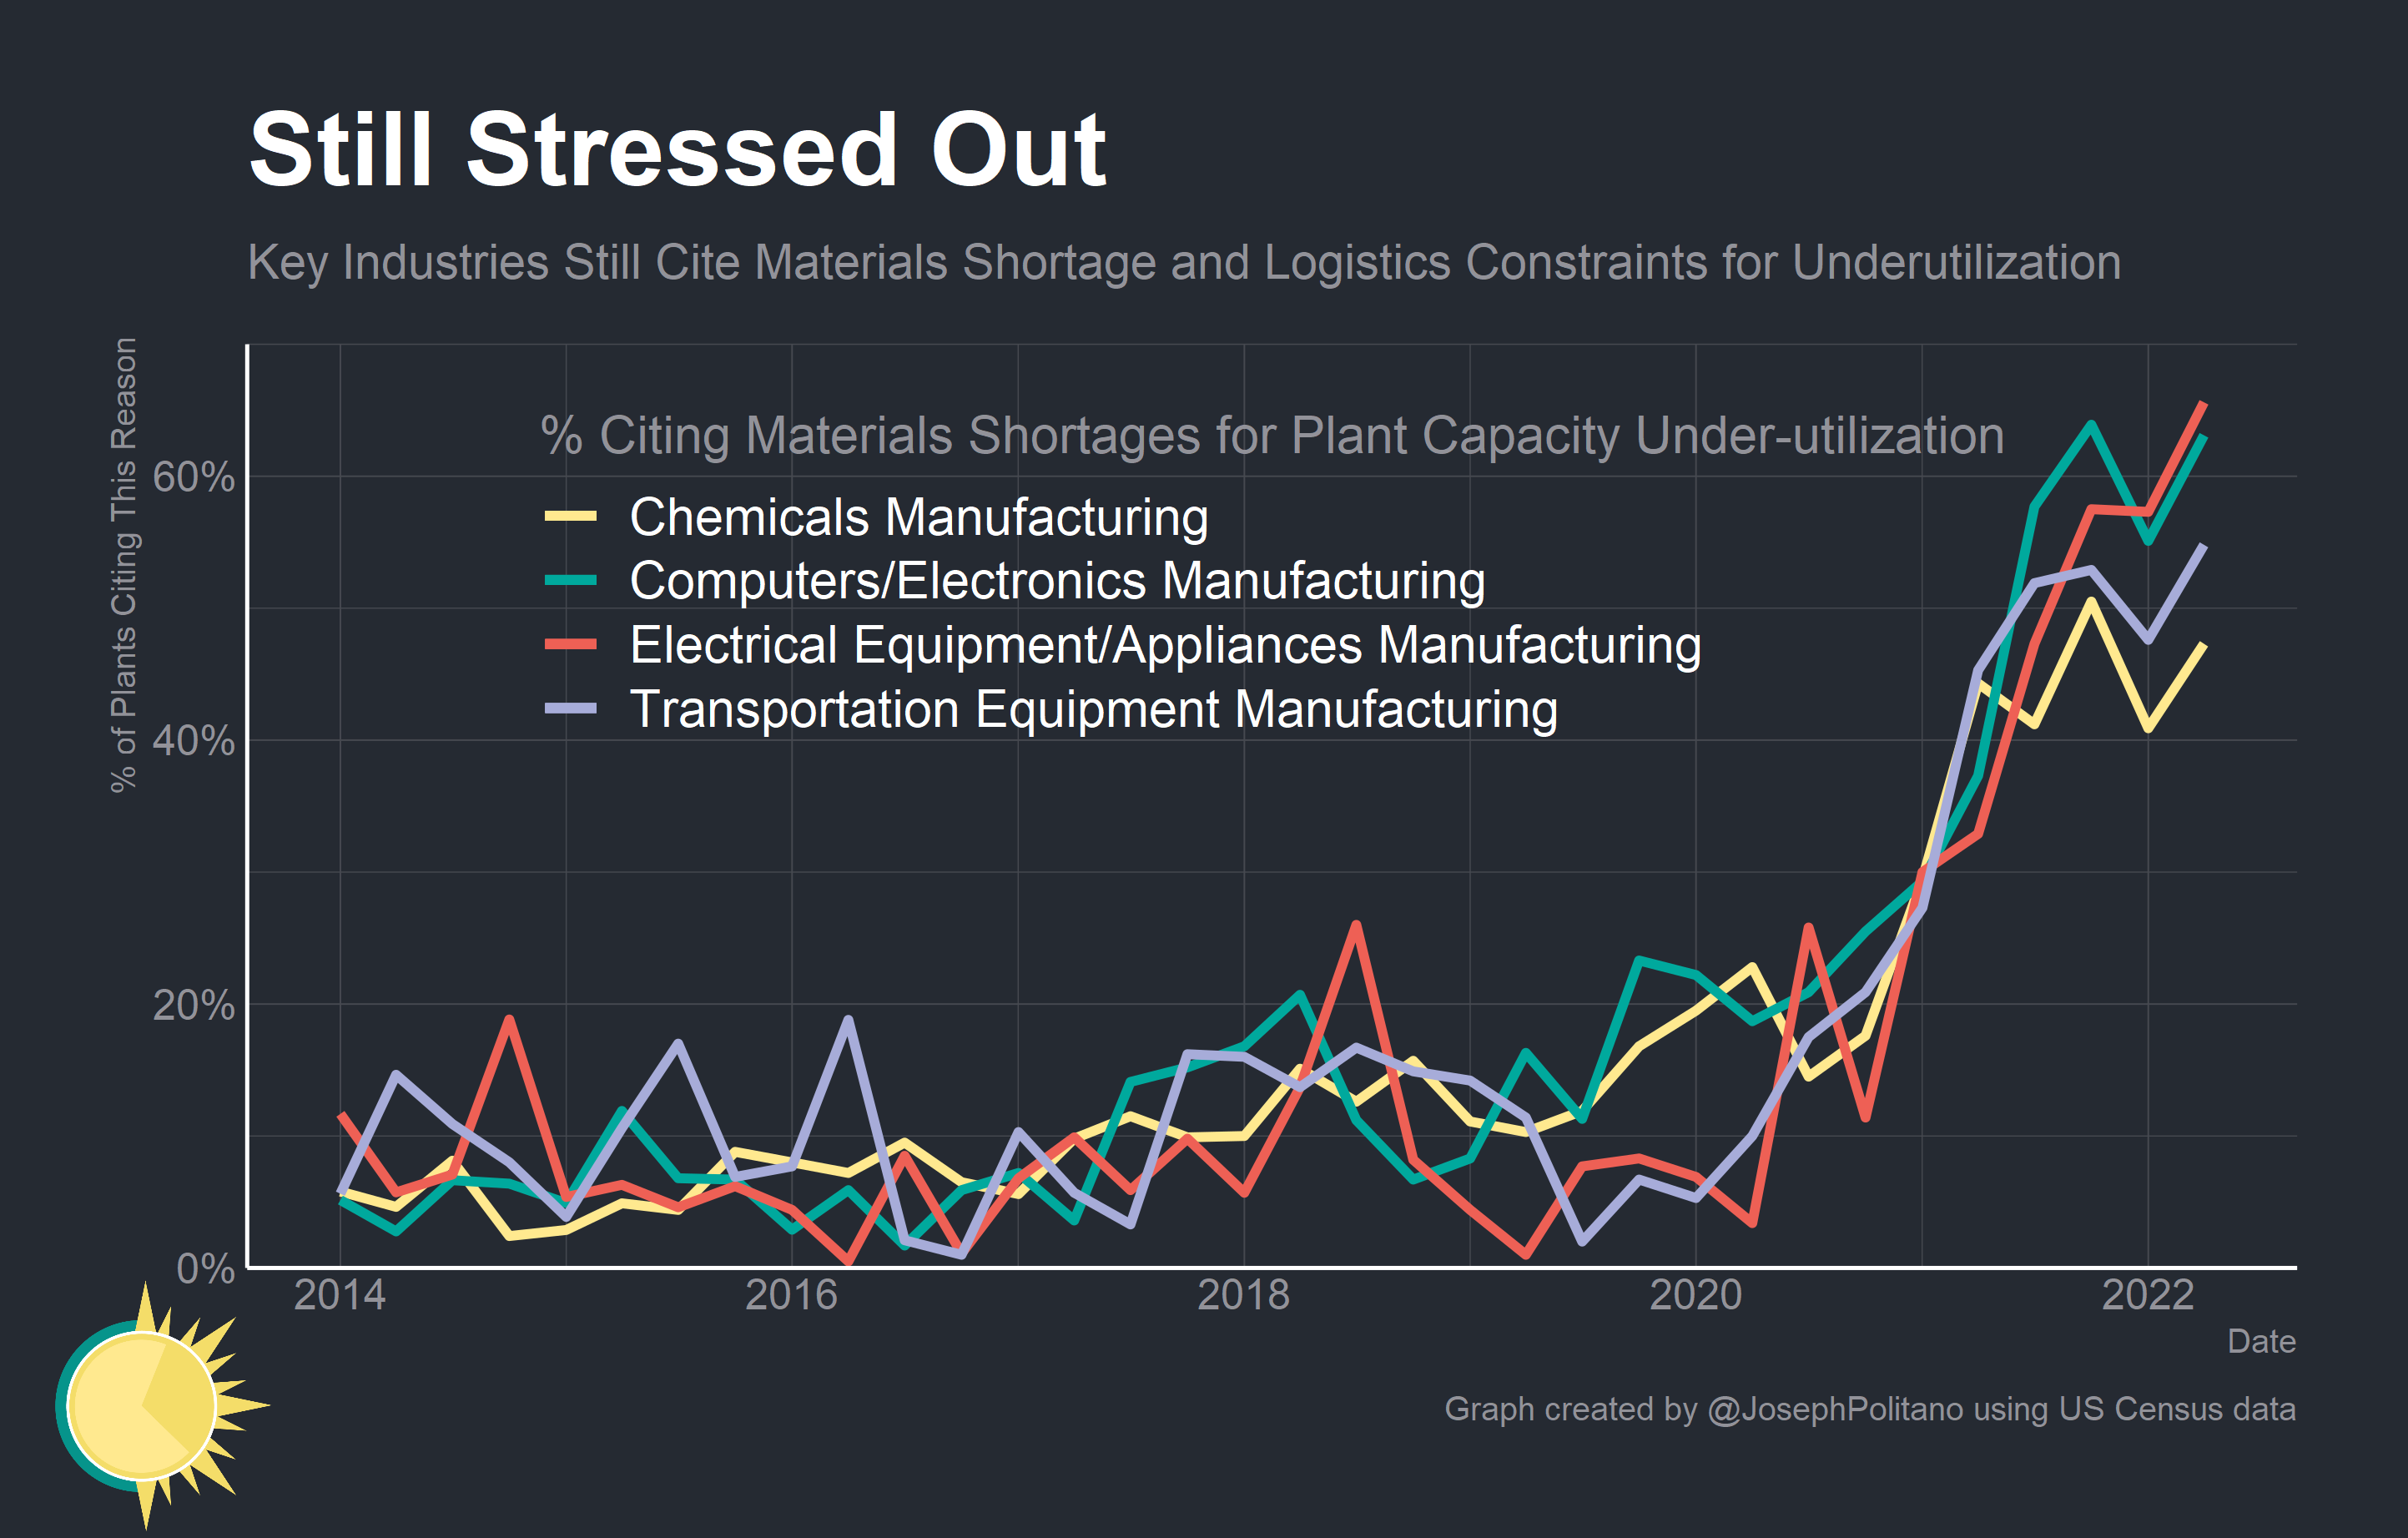 Still Stressed Out
Key Industries Still Cite Materials Shortage and Logistics Constraints for Underutilization
% of Plants Citing This Reason
% Citing Materials Shortages for Plant Capacity Under-utilization
Chemicals Manufacturing
Computers/Electronics Manufacturing
Electrical Equipment/Appliances Manufacturing
Transportation Equipment Manufacturing
60%
40%
20%
0%
2014 2016 2018 2020 2022
Date
Graph created by @JosephPolitano using US Census data